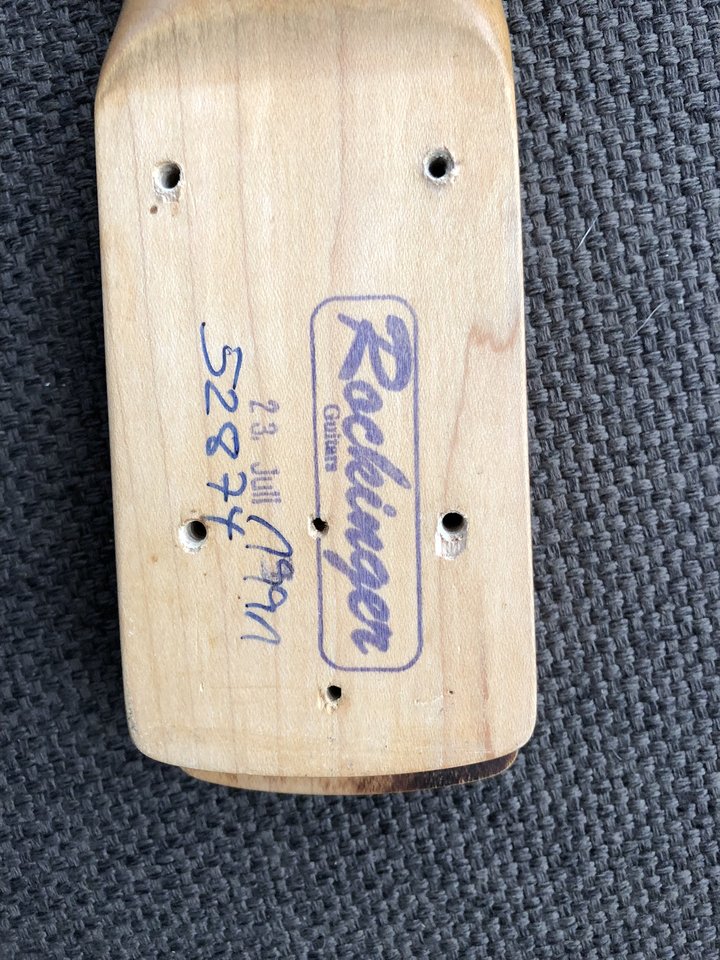 Rockinger
Guitars
23. Juli 1991
52874